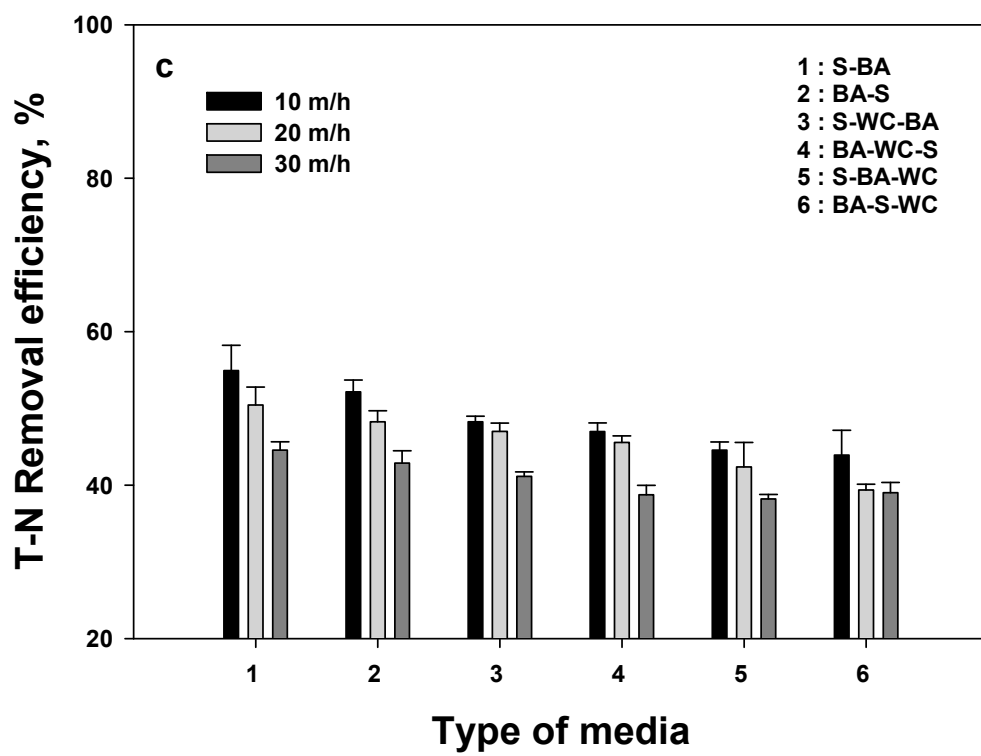 T-N Removal efficiency, %
100
80
60
40
20
c
10 m/h
20 m/h
30 m/h
1 : S-BA
2 : BA-S
3 : S-WC-BA
4 : BA-WC-S
5 : S-BA-WC
6 : BA-S-WC
1 2 3 4 5 6
Type of media